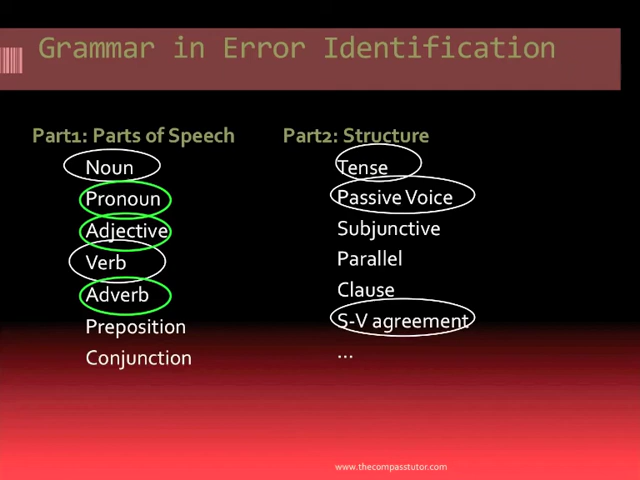 Grammar in Error Identification
Part1: Parts of Speech
Noun
Pronoun
Adjective
Verb
Adverb
Preposition
Conjunction
Part2: Structure
Tense
Passive Voice
Subjunctive
Parallel
Clause
S-V agreement
...
www.thecompasstutor.com